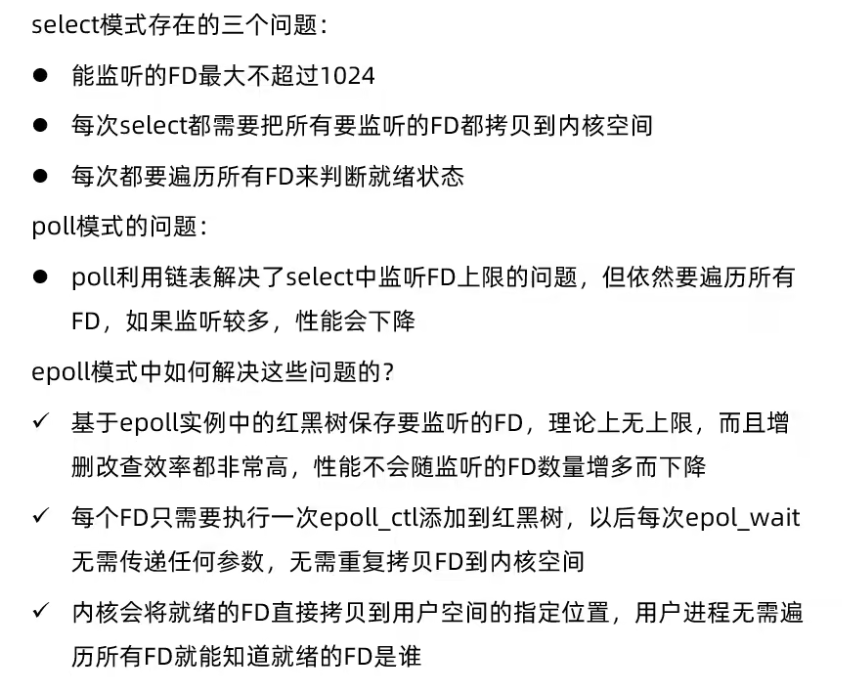 select模式存在的三个问题：
● 能监听的FD最大不超过1024
● 每次select都需要把所有要监听的FD都拷贝到内核空间
● 每次都要遍历所有FD来判断就绪状态
poll模式的问题：
● poll利用链表解决了select中监听FD上限的问题，但依然要遍历所有
FD，如果监听较多，性能会下降
epoll模式中如何解决这些问题的？
✓ 基于epoll实例中的红黑树保存要监听的FD，理论上无上限，而且增
删改查效率都非常高，性能不会随监听的FD数量增多而下降
✓ 每个FD只需要执行一次epoll_ctl添加到红黑树，以后每次epol_wait
无需传递任何参数，无需重复拷贝FD到内核空间
✓ 内核会将就绪的FD直接拷贝到用户空间的指定位置，用户进程无需遍
历所有FD就能知道就绪的FD是谁